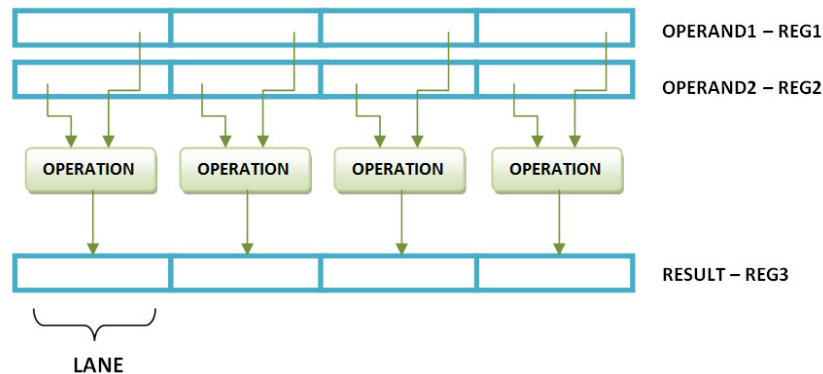 OPERAND1 – REG1
OPERAND2 – REG2
OPERATION
OPERATION
OPERATION
OPERATION
RESULT – REG3
LANE